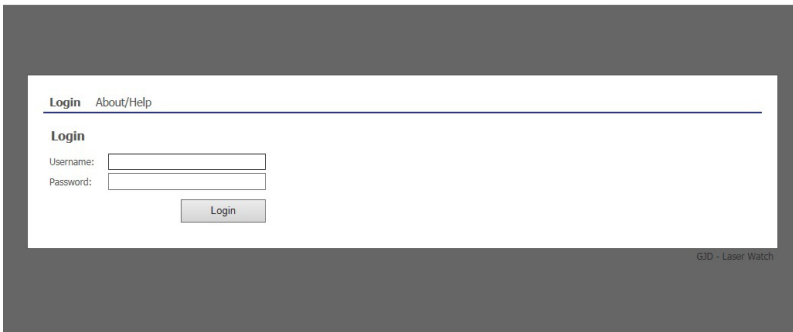 Login About/Help
Login
Username:
Password:
Login
GJD - Laser Watch